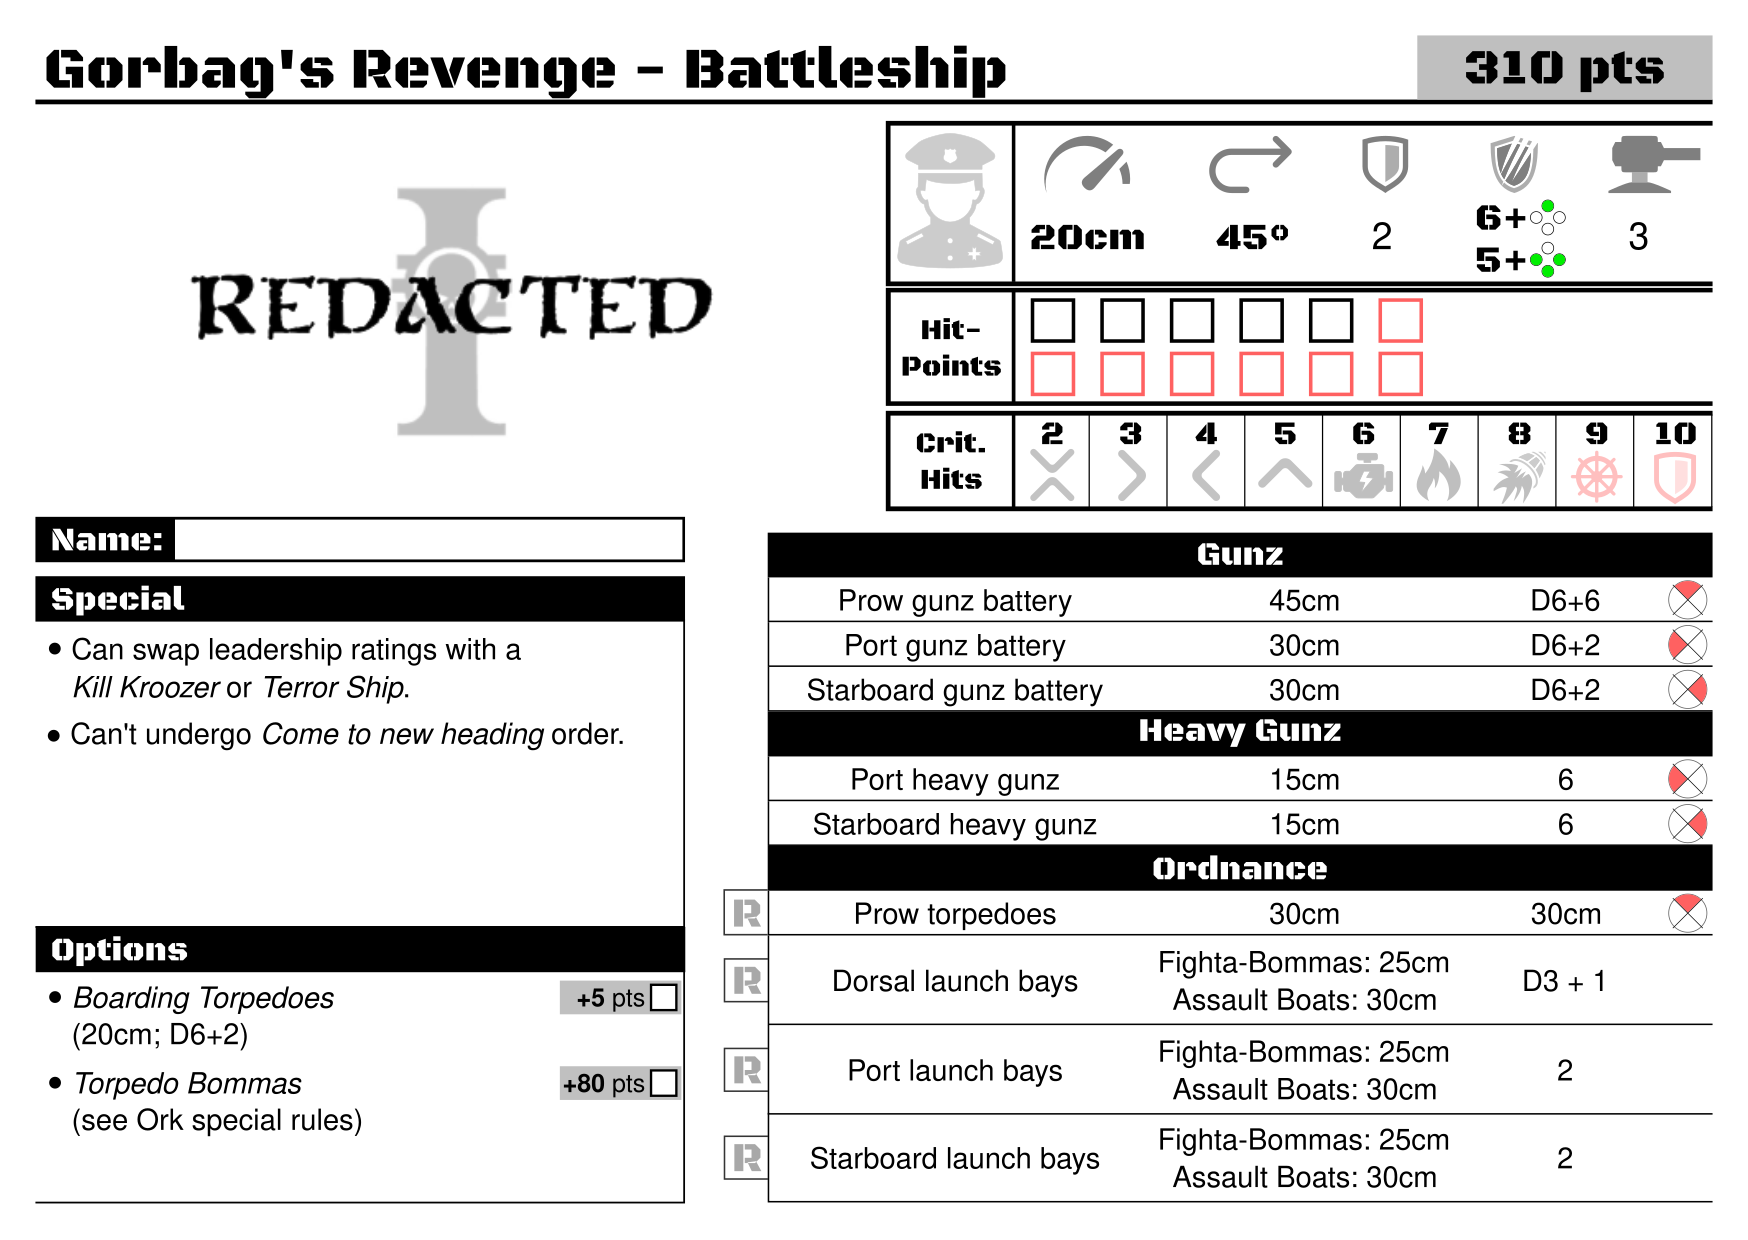 Gorbag's Revenge - Battleship
310 pts
REDACTED
20cm 45º 2 6+ 5+ 3
Hit-
Points
Crit.
Hits
2 3 4 5 6 7 8 9 10
Name:
Special
• Can swap leadership ratings with a
Kill Kroozer or Terror Ship.
• Can't undergo Come to new heading order.
Options
• Boarding Torpedoes +5 pts
(20cm; D6+2)
• Torpedo Bommas +80 pts
(see Ork special rules)
Gunz
Prow gunz battery 45cm D6+6
Port gunz battery 30cm D6+2
Starboard gunz battery 30cm D6+2
Heavy Gunz
Port heavy gunz 15cm 6
Starboard heavy gunz 15cm 6
Ordnance
R Prow torpedoes 30cm 30cm
R Dorsal launch bays Fighta-Bommas: 25cm D3 + 1
Assault Boats: 30cm
R Port launch bays Fighta-Bommas: 25cm 2
Assault Boats: 30cm
R Starboard launch bays Fighta-Bommas: 25cm 2
Assault Boats: 30cm